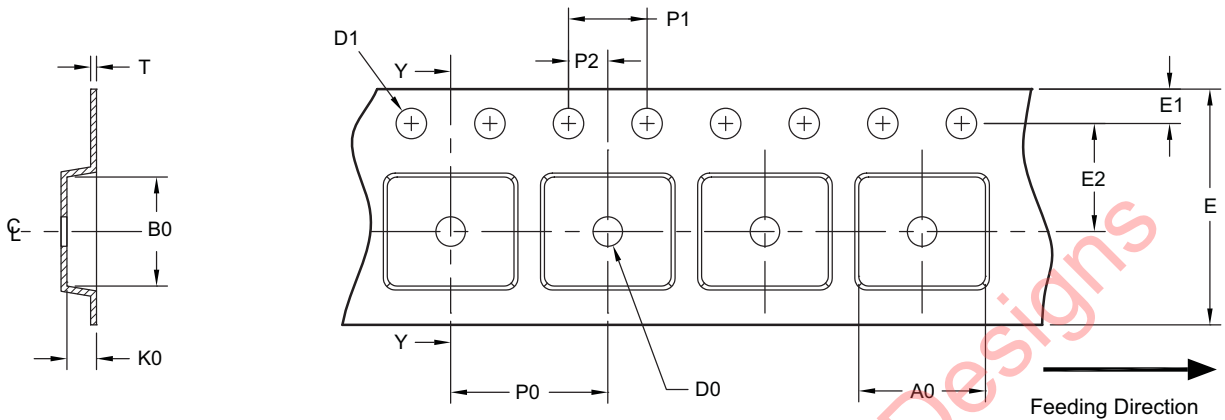 P1
D1
P2
T
Y
E1
E2
E
B0
℄
Y
K0
P0
D0
A0
Feeding Direction
Designs